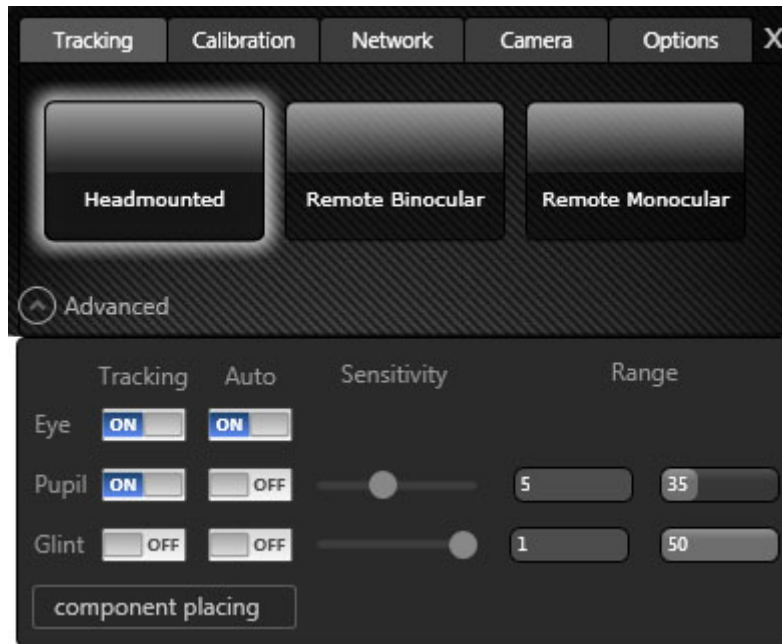 Tracking Calibration Network Camera Options X
Headmounted Remote Binocular Remote Monocular
Advanced
Tracking Auto Sensitivity Range
Eye ON ON
Pupil ON OFF 5 35
Glint OFF OFF 1 50
component placing